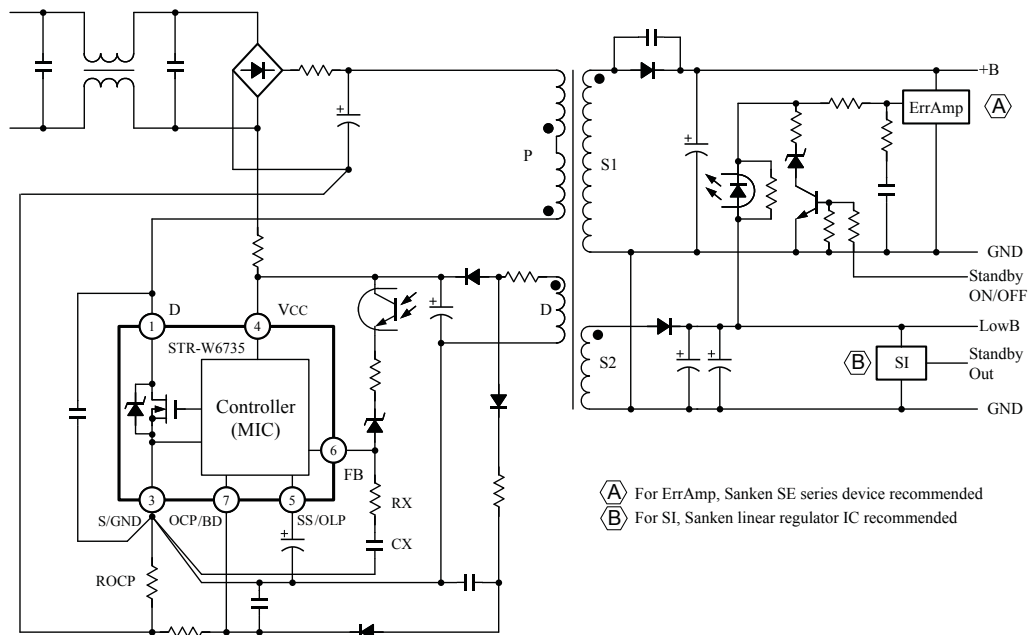 +B
ErrAmp
A
P
S1
GND
Standby
ON/OFF
D
VCC
D
STR-W6735
1
4
LowB
S2
B
SI
Standby
Out
GND
Controller
(MIC)
6
FB
3
7
5
S/GND
OCP/BD
SS/OLP
RX
CX
ROCP
A For ErrAmp, Sanken SE series device recommended
B For SI, Sanken linear regulator IC recommended
+
+
+
+
+
+